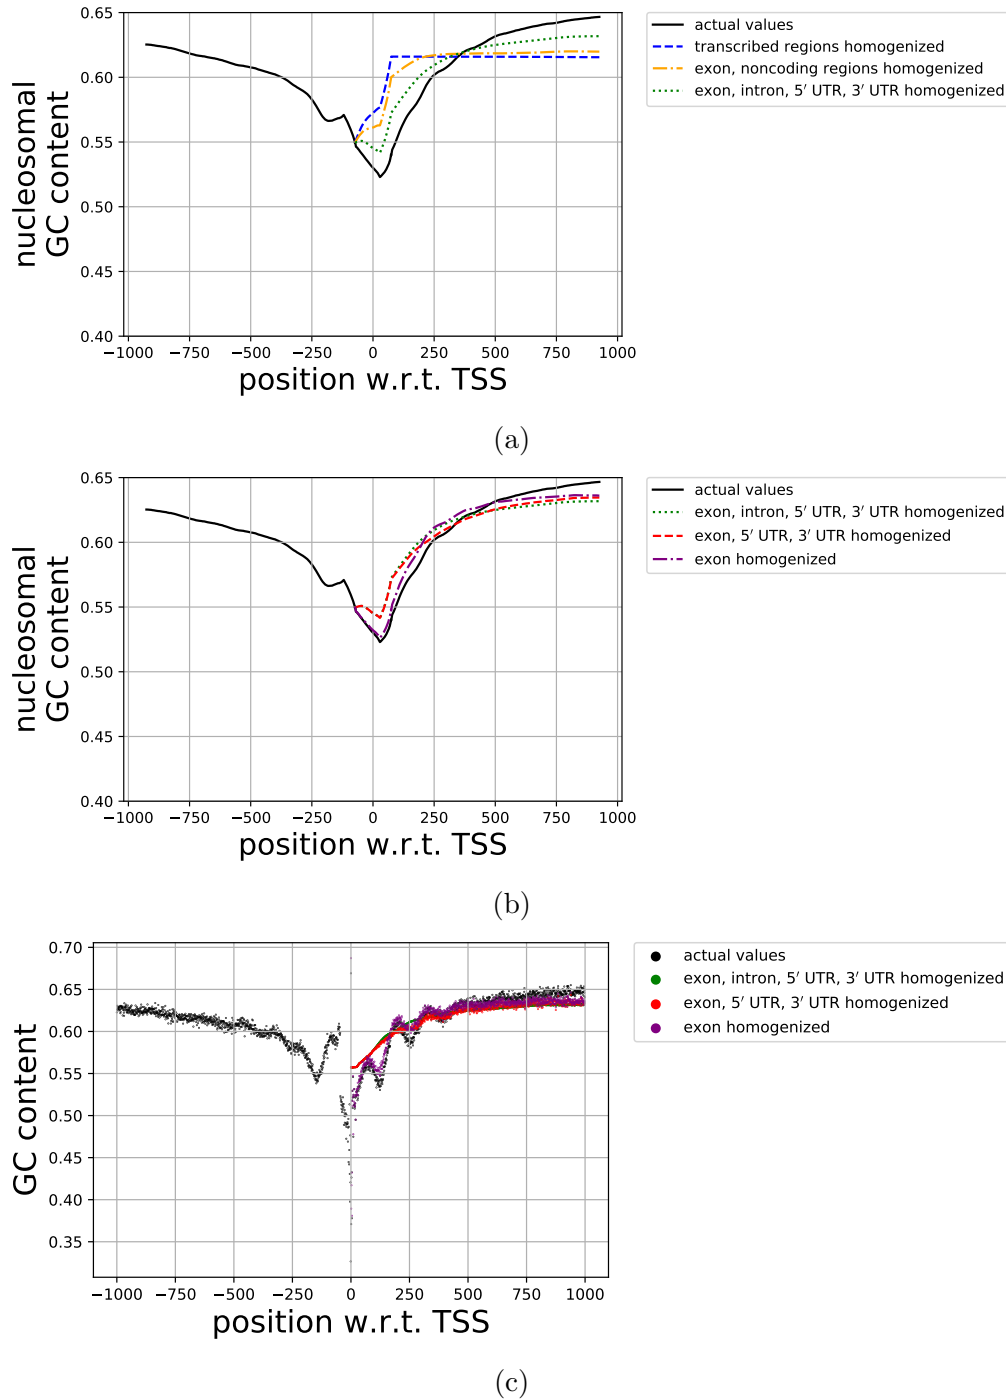 0.65
0.60
0.55
0.50
0.45
0.40
nucleosomal
GC content
−1000 −750 −500 −250 0 250 500 750 1000
position w.r.t. TSS
actual values
transcribed regions homogenized
exon, noncoding regions homogenized
exon, intron, 5′ UTR, 3′ UTR homogenized
(a)
0.65
0.60
0.55
0.50
0.45
0.40
nucleosomal
GC content
−1000 −750 −500 −250 0 250 500 750 1000
position w.r.t. TSS
actual values
exon, intron, 5′ UTR, 3′ UTR homogenized
exon, 5′ UTR, 3′ UTR homogenized
exon homogenized
(b)
0.70
0.65
0.60
0.55
0.50
0.45
0.40
0.35
GC content
−1000 −750 −500 −250 0 250 500 750 1000
position w.r.t. TSS
actual values
exon, intron, 5′ UTR, 3′ UTR homogenized
exon, 5′ UTR, 3′ UTR homogenized
exon homogenized
(c)